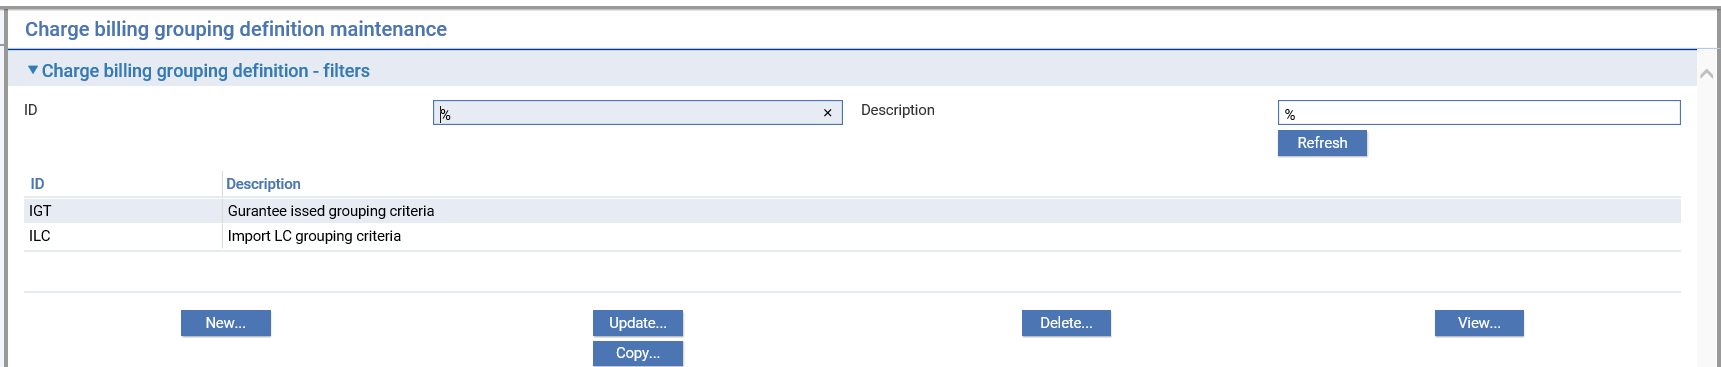 Charge billing grouping definition maintenance
Charge billing grouping definition - filters
ID % × Description %
Refresh
ID Description
IGT Gurantee issed grouping criteria
ILC Import LC grouping criteria
New... Update... Delete... View...
Copy...